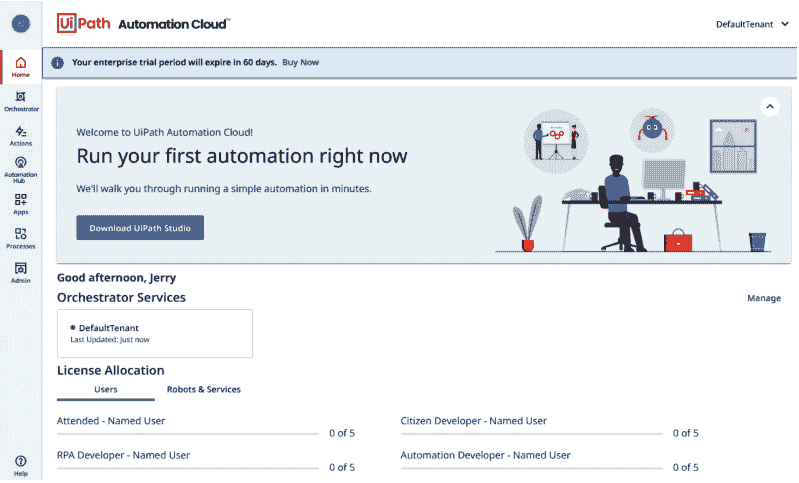 UiPath Automation Cloud™
DefaultTenant
Your enterprise trial period will expire in 60 days. Buy Now
Home
Orchestrator
Actions
Automation
Hub
Apps
Processes
Admin
Help
Welcome to UiPath Automation Cloud!
Run your first automation right now
We'll walk you through running a simple automation in minutes.
Download UiPath Studio
Good afternoon, Jerry
Orchestrator Services
Manage
DefaultTenant
Last Updated: Just now
License Allocation
Users Robots & Services
Attended - Named User
0 of 5
Citizen Developer - Named User
0 of 5
RPA Developer - Named User
0 of 5
Automation Developer - Named User
0 of 5